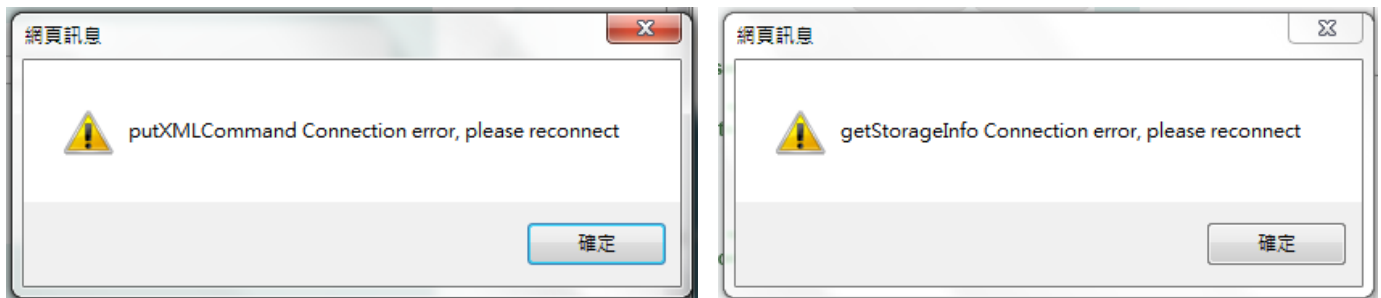 網頁訊息
putXMLCommand Connection error, please reconnect
確定
網頁訊息
getStorageInfo Connection error, please reconnect
確定